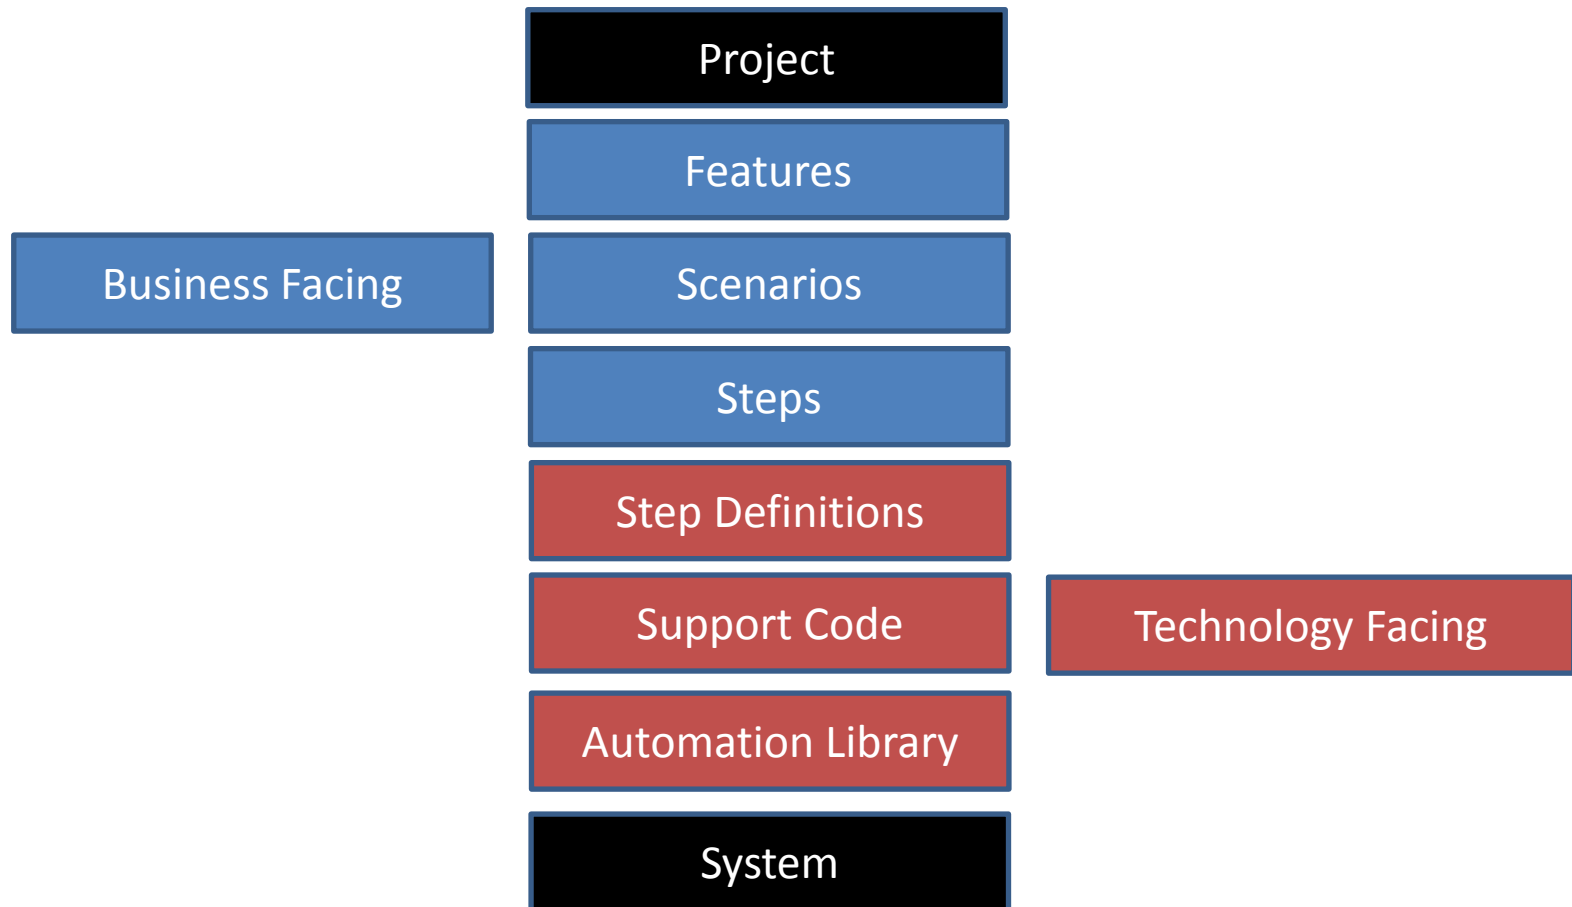 Project
Features
Business Facing
Scenarios
Steps
Step Definitions
Support Code
Technology Facing
Automation Library
System